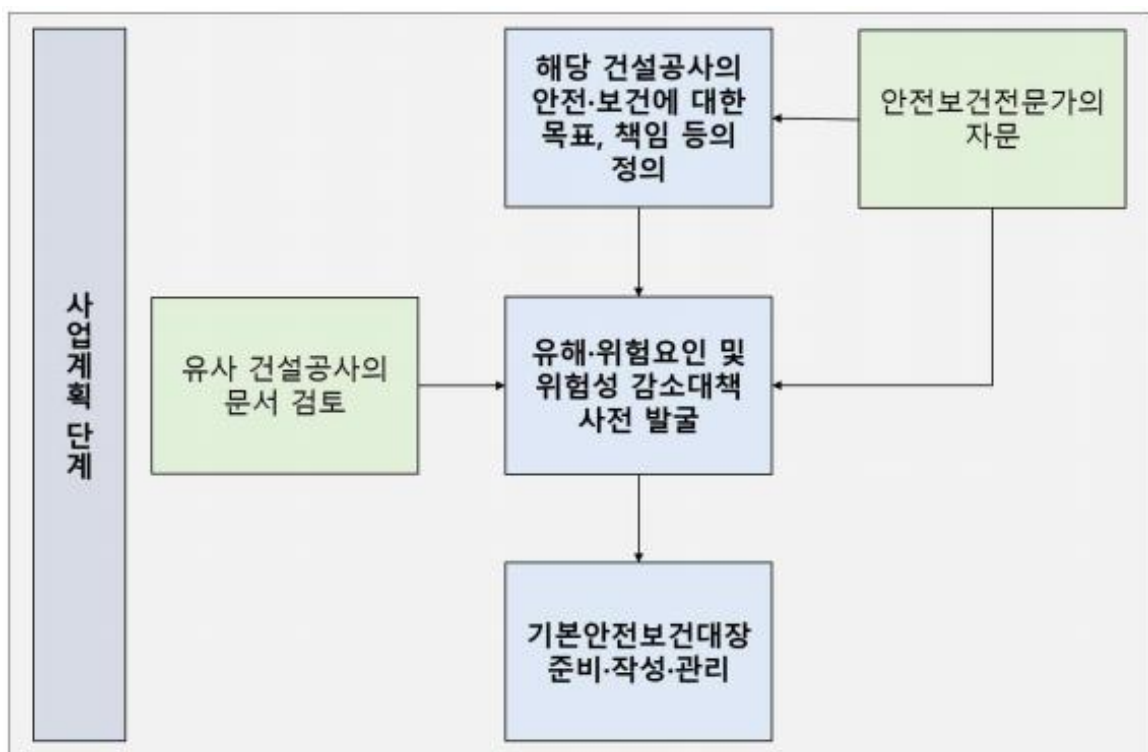 사업계획 단계
해당 건설공사의
안전·보건에 대한
목표, 책임 등의
정의
안전보건전문가의
자문
유사 건설공사의
문서 검토
유해·위험요인 및
위험성 감소대책
사전 발굴
기본안전보건대장
준비·작성·관리